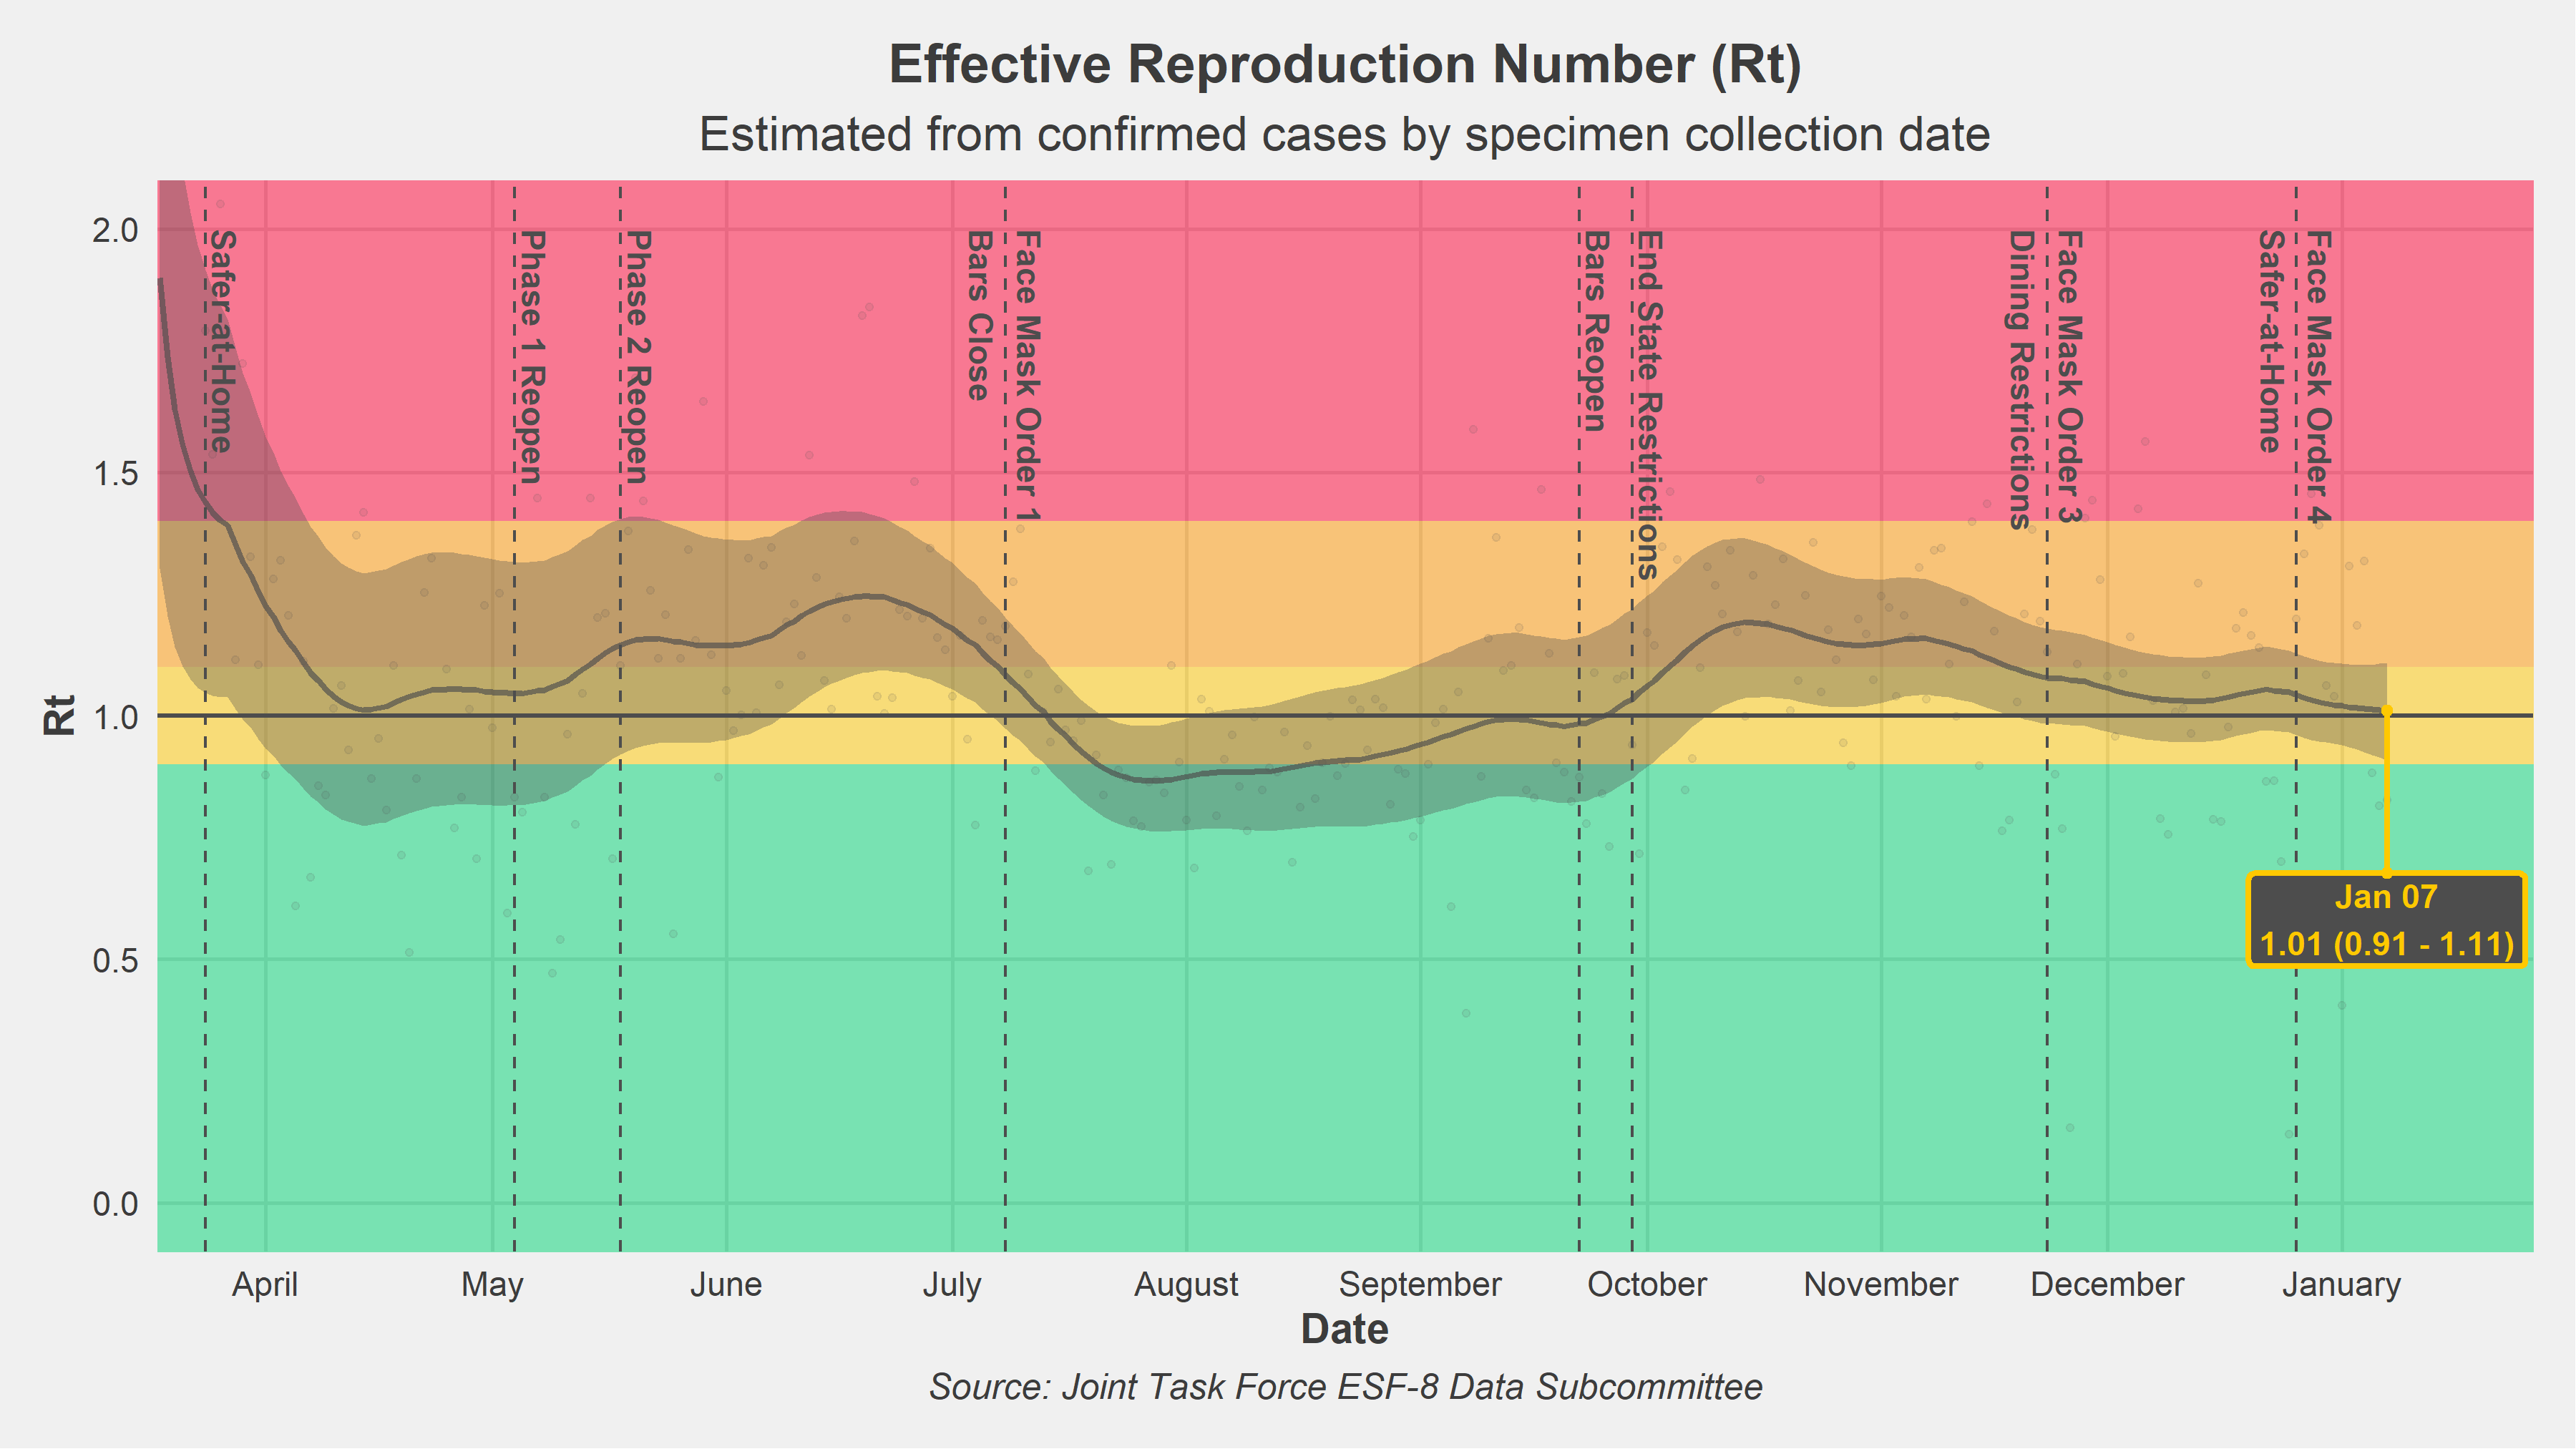 Effective Reproduction Number (Rt)
Estimated from confirmed cases by specimen collection date
Rt
2.0
1.5
1.0
0.5
0.0
Safer-at-Home
Phase 1 Reopen
Phase 2 Reopen
Bars Close
Face Mask Order 1
Bars Reopen
End State Restrictions
Dining Restrictions
Face Mask Order 3
Safer-at-Home
Face Mask Order 4
Jan 07
1.01 (0.91 - 1.11)
April
May
June
July
August
September
October
November
December
January
Date
Source: Joint Task Force ESF-8 Data Subcommittee